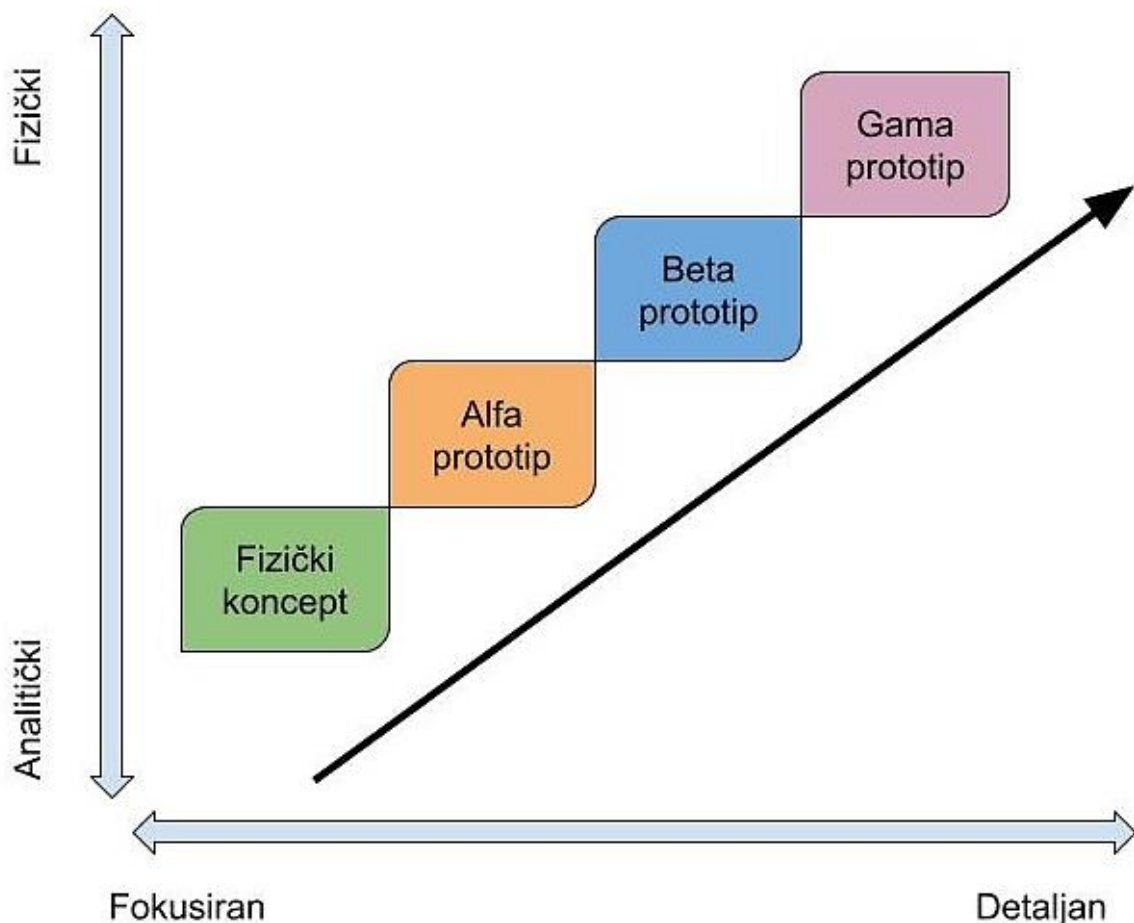 Fizički
Gama
prototip
Beta
prototip
Alfa
prototip
Fizički
koncept
Analitički
Fokusiran
Detaljan